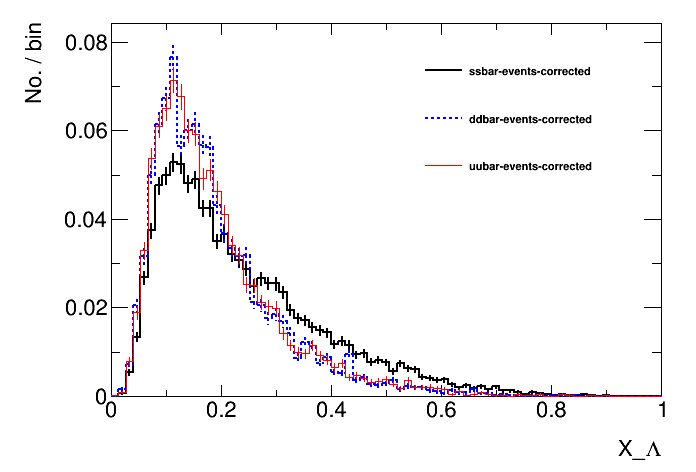 No. / bin
0.08
0.06
0.04
0.02
0
ssbar-events-corrected
ddbar-events-corrected
uubar-events-corrected
0
0.2
0.4
0.6
0.8
1
X_Λ